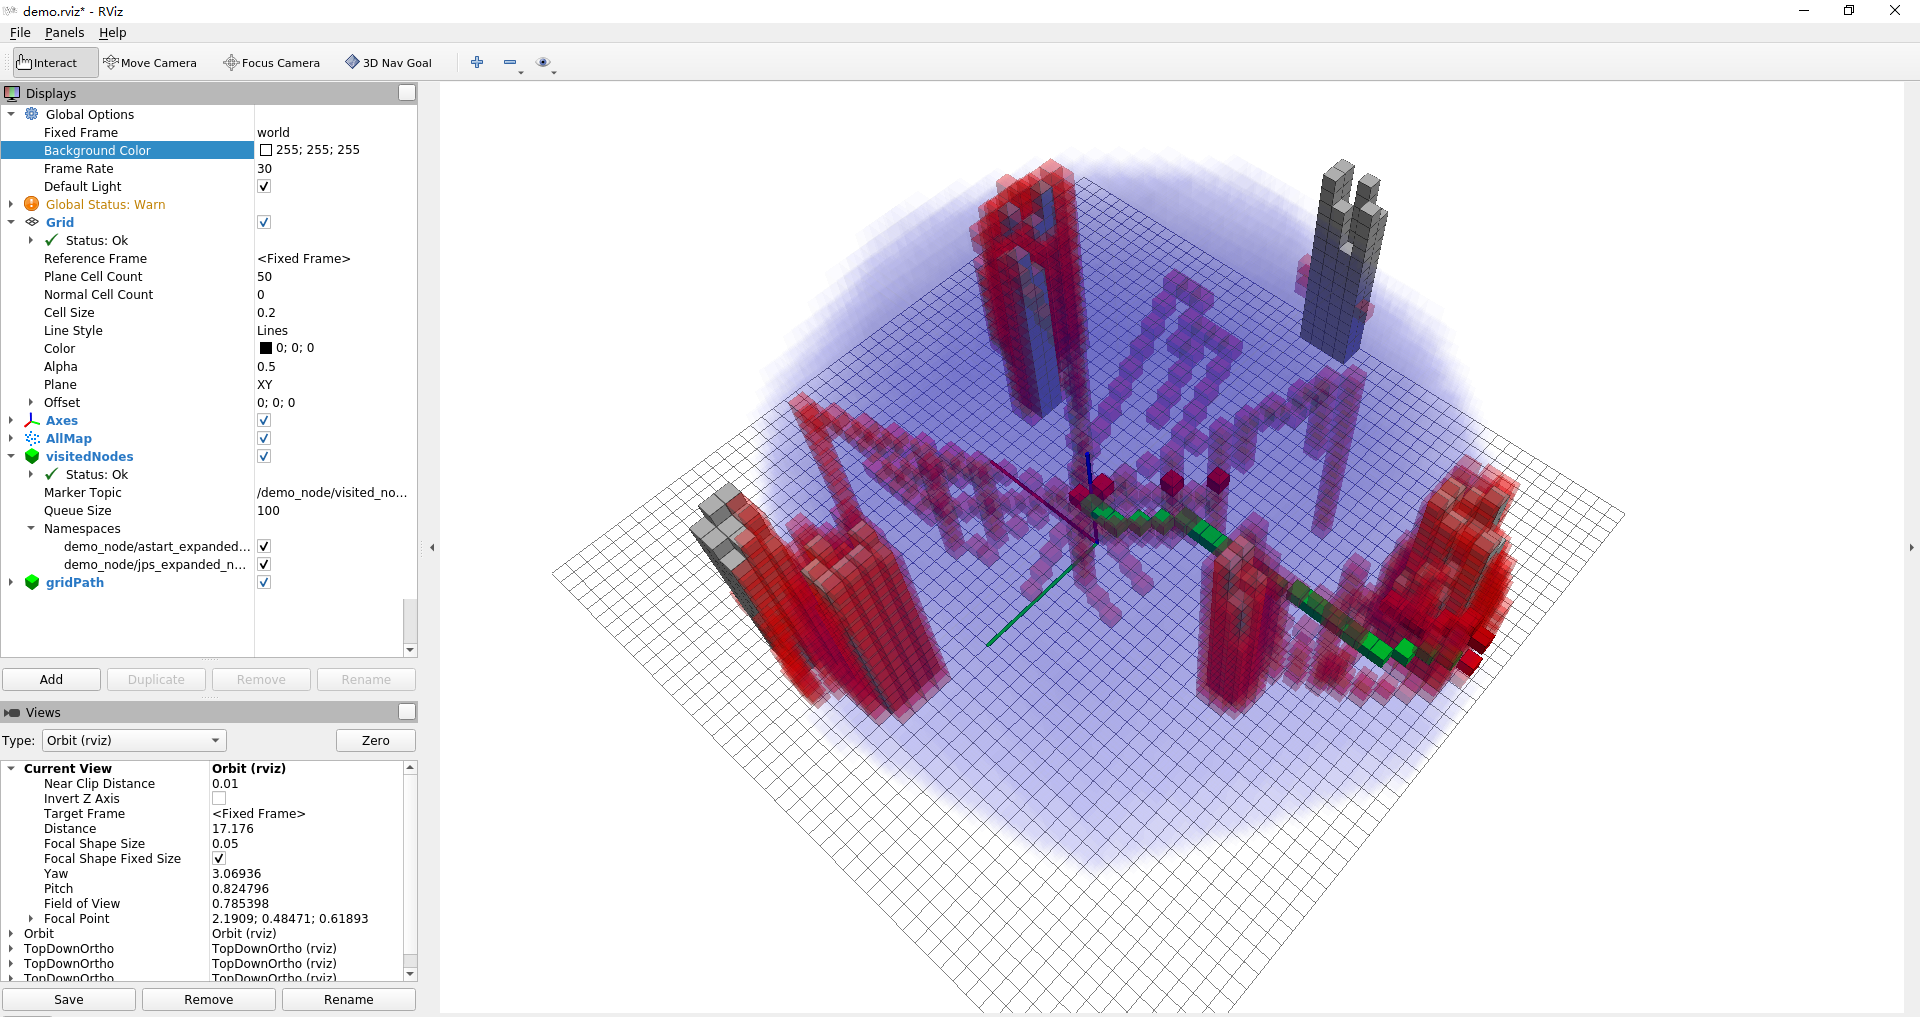 demo.rviz* - RViz
File Panels Help
Interact Move Camera Focus Camera 3D Nav Goal
Displays
Global Options
Fixed Frame world
Background Color 255; 255; 255
Frame Rate 30
Default Light
Global Status: Warn
Grid
Status: Ok
Reference Frame <Fixed Frame>
Plane Cell Count 50
Normal Cell Count 0
Cell Size 0.2
Line Style Lines
Color 0; 0; 0
Alpha 0.5
Plane XY
Offset 0; 0; 0
Axes
AllMap
visitedNodes
Status: Ok
Marker Topic /demo_node/visited_no...
Queue Size 100
Namespaces
demo_node/astart_expanded...
demo_node/jps_expanded_n...
gridPath
Add Duplicate Remove Rename
Views
Type: Orbit (rviz) Zero
Current View Orbit (rviz)
Near Clip Distance 0.01
Invert Z Axis
Target Frame <Fixed Frame>
Distance 17.176
Focal Shape Size 0.05
Focal Shape Fixed Size
Yaw 3.06936
Pitch 0.824796
Field of View 0.785398
Focal Point 2.1909; 0.48471; 0.61893
Orbit Orbit (rviz)
TopDownOrtho TopDownOrtho (rviz)
TopDownOrtho TopDownOrtho (rviz)
TopDownOrtho TopDownOrtho (rviz)
Save Remove Rename